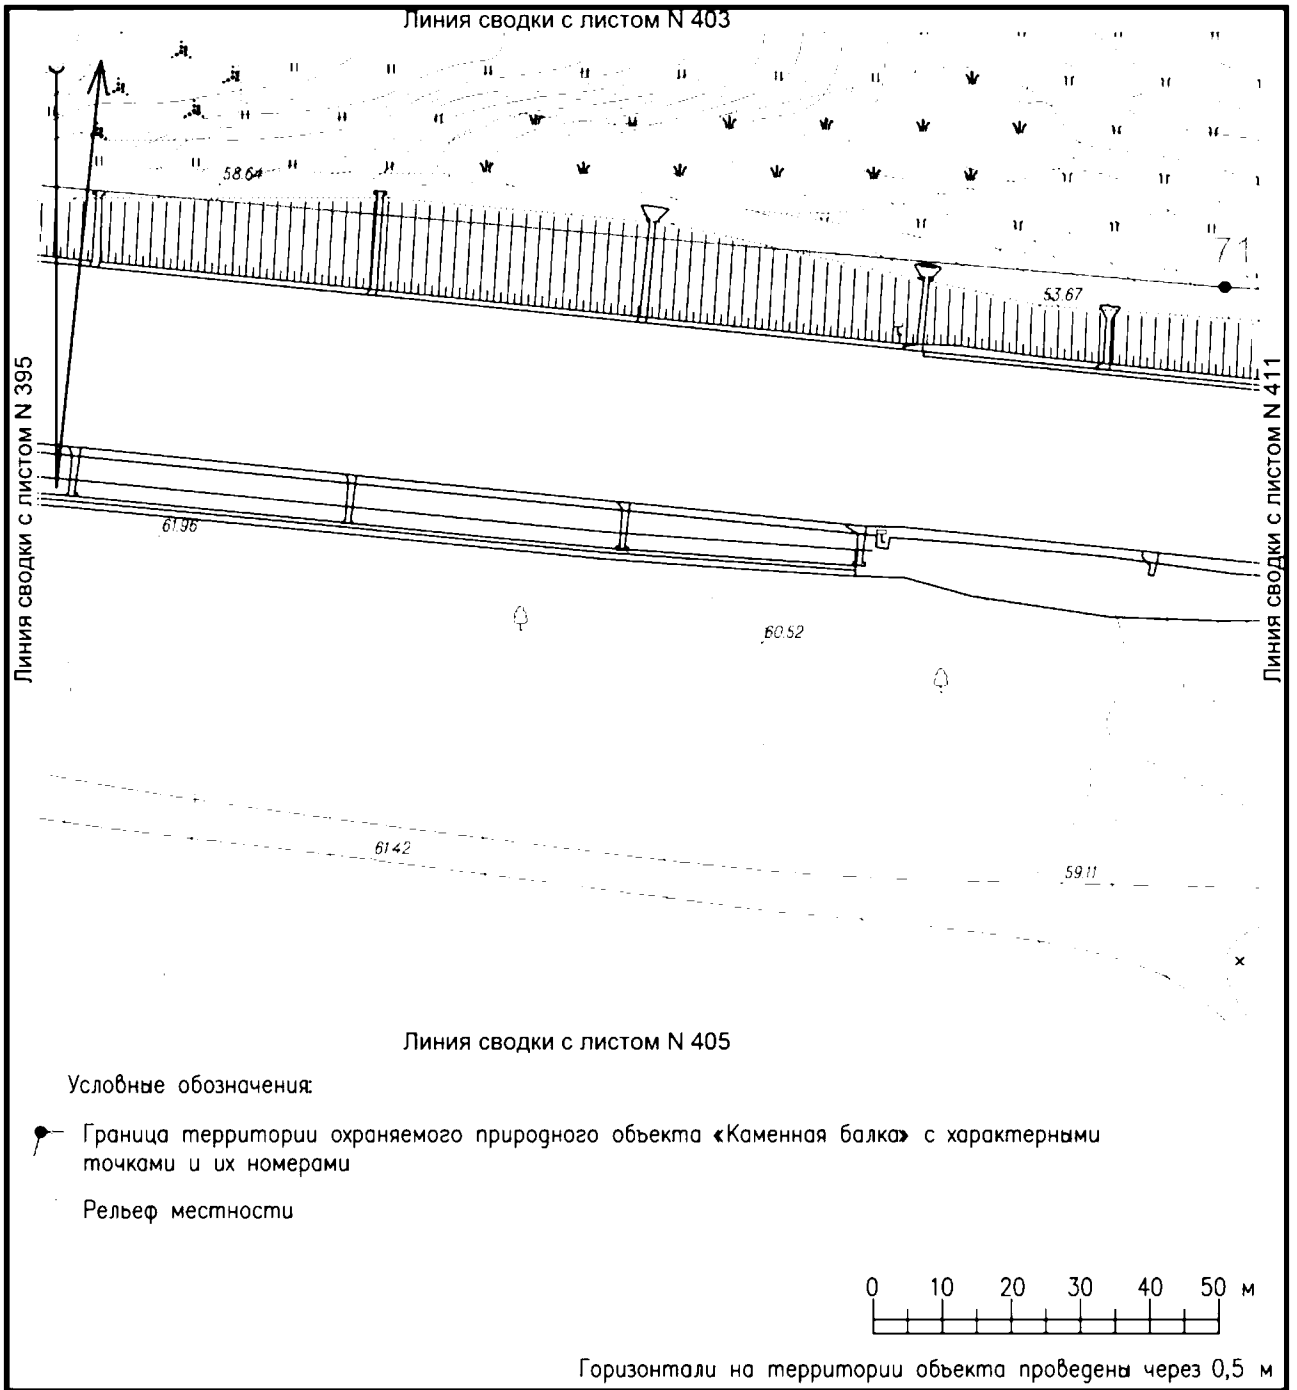 Линия сводки с листом N 403
58.64
71
53.67
Линия сводки с листом N 395
Линия сводки с листом N 411
61.96
60.52
61.42
59.11
Линия сводки с листом N 405
Условные обозначения:
Граница территории охраняемого природного объекта «Каменная балка» с характерными
точками и их номерами
Рельеф местности
0 10 20 30 40 50 м
Горизонтали на территории объекта проведены через 0,5 м